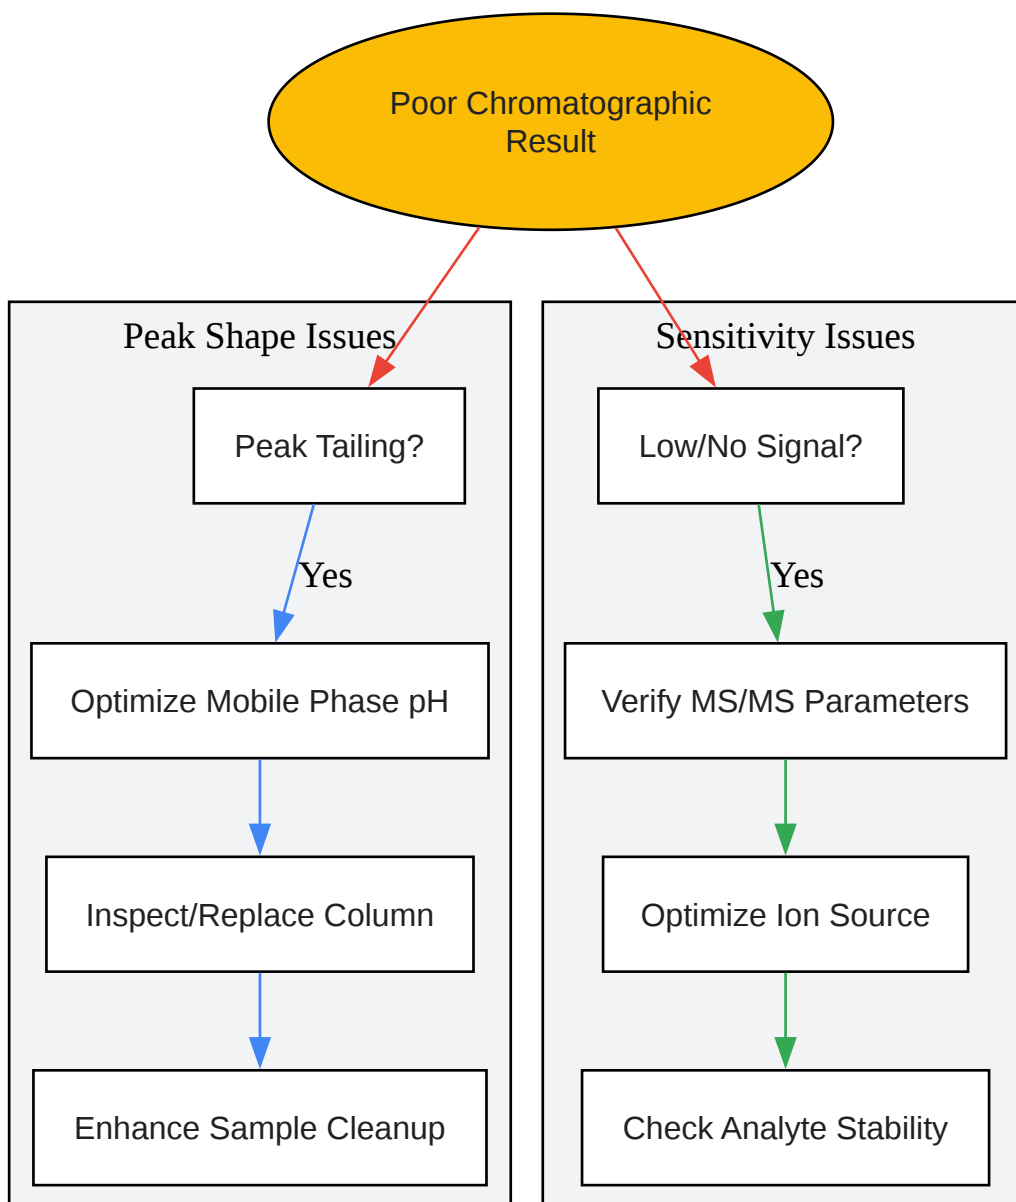 Poor Chromatographic
Result
Peak Shape Issues
Peak Tailing?
Yes
Optimize Mobile Phase pH
Inspect/Replace Column
Enhance Sample Cleanup
Sensitivity Issues
Low/No Signal?
Yes
Verify MS/MS Parameters
Optimize Ion Source
Check Analyte Stability